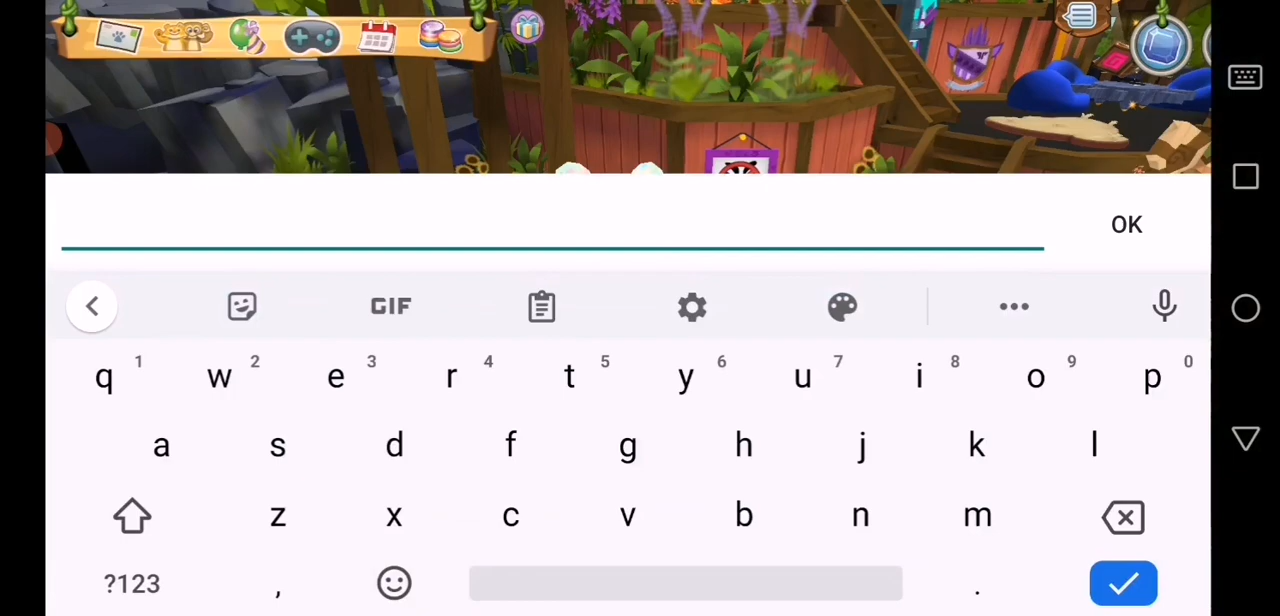 OK
GIF
q 1 w 2 e 3 r 4 t 5 y 6 u 7 i 8 o 9 p 0
a s d f g h j k l
z x c v b n m
?123 , .